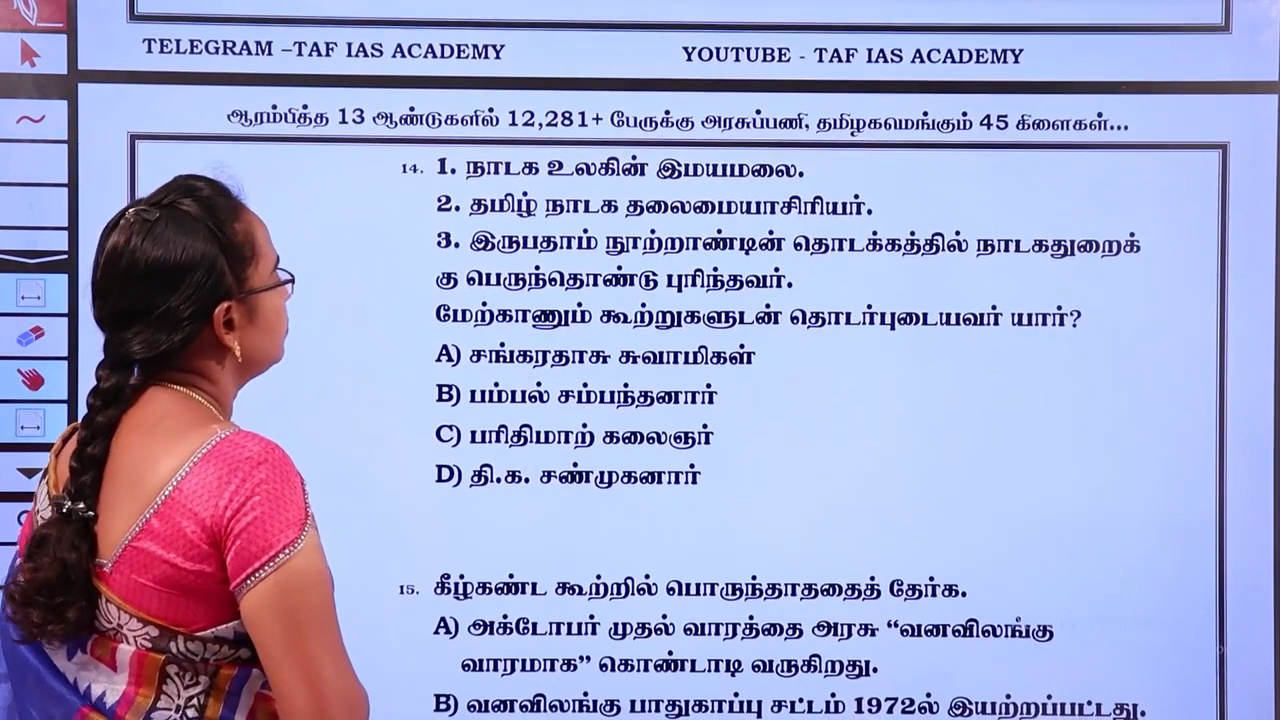 TELEGRAM –TAF IAS ACADEMY YOUTUBE - TAF IAS ACADEMY
ஆரம்பித்த 13 ஆண்டுகளில் 12,281+ பேருக்கு அரசுப்பணி, தமிழகமெங்கும் 45 கிளைகள்...
14. 1. நாடக உலகின் இமயமலை.
2. தமிழ் நாடக தலைமையாசிரியர்.
3. இருபதாம் நூற்றாண்டின் தொடக்கத்தில் நாடகதுறைக்
கு பெருந்தொண்டு புரிந்தவர்.
மேற்காணும் கூற்றுகளுடன் தொடர்புடையவர் யார்?
A) சங்கரதாசு சுவாமிகள்
B) பம்பல் சம்பந்தனார்
C) பரிதிமாற் கலைஞர்
D) தி.க. சண்முகனார்
15. கீழ்கண்ட கூற்றில் பொருந்தாததைத் தேர்க.
A) அக்டோபர் முதல் வாரத்தை அரசு “வனவிலங்கு
வாரமாக” கொண்டாடி வருகிறது.
B) வனவிலங்கு பாதுகாப்பு சட்டம் 1972ல் இயற்றப்பட்டது.